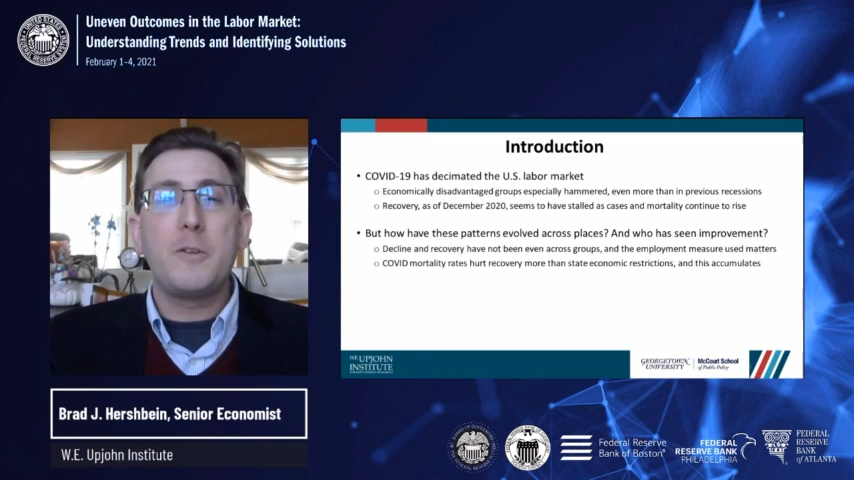 Uneven Outcomes in the Labor Market:
Understanding Trends and Identifying Solutions
February 1-4, 2021
Introduction
• COVID-19 has decimated the U.S. labor market
o Economically disadvantaged groups especially hammered, even more than in previous recessions
o Recovery, as of December 2020, seems to have stalled as cases and mortality continue to rise
• But how have these patterns evolved across places? And who has seen improvement?
o Decline and recovery have not been even across groups, and the employment measure used matters
o COVID mortality rates hurt recovery more than state economic restrictions, and this accumulates
W.E. UPJOHN
INSTITUTE
GEORGETOWN
UNIVERSITY
McCourt School
of Public Policy
Brad J. Hershbein, Senior Economist
W.E. Upjohn Institute
Federal Reserve
Bank of Boston
FEDERAL
RESERVE BANK
PHILADELPHIA
FEDERAL
RESERVE
BANK
of ATLANTA